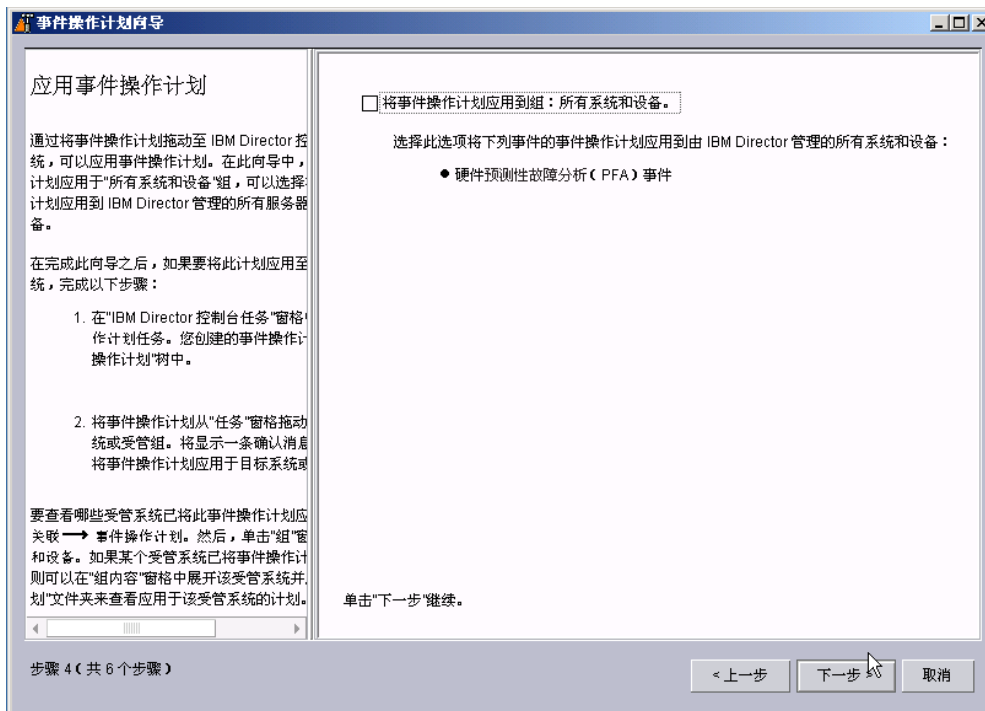 事件操作计划向导
应用事件操作计划
通过将事件操作计划拖动至 IBM Director 控
统，可以应用事件操作计划。在此向导中，
计划应用于"所有系统和设备"组，可以选择
计划应用到 IBM Director 管理的所有服务器
备。
在完成此向导之后，如果要将此计划应用至
统，完成以下步骤：
1. 在"IBM Director 控制台任务"窗格
作计划任务。您创建的事件操作计
操作计划"树中。
2. 将事件操作计划从"任务"窗格拖动
统或受管组。将显示一条确认消息
将事件操作计划应用于目标系统或
要查看哪些受管系统已将此事件操作计划应
关联 → 事件操作计划。然后，单击"组"窗
和设备。如果某个受管系统已将事件操作计
则可以在"组内容"窗格中展开该受管系统并
划"文件夹来查看应用于该受管系统的计划。
将事件操作计划应用到组：所有系统和设备。
选择此选项将下列事件的事件操作计划应用到由 IBM Director 管理的所有系统和设备：
● 硬件预测性故障分析（PFA）事件
单击"下一步"继续。
步骤 4（共 6 个步骤）
< 上一步
下一步
取消